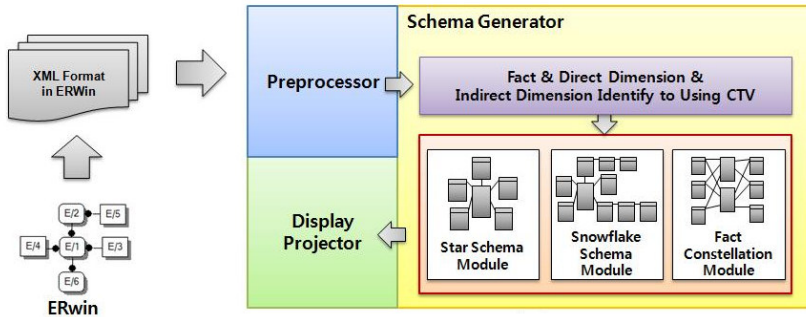 Schema Generator
XML Format
in ERWin
Preprocessor
Fact & Direct Dimension &
Indirect Dimension Identify to Using CTV
E/2
E/5
E/4
E/1
E/3
E/6
ERwin
Display
Projector
Star Schema
Module
Snowflake
Schema
Module
Fact
Constellation
Module